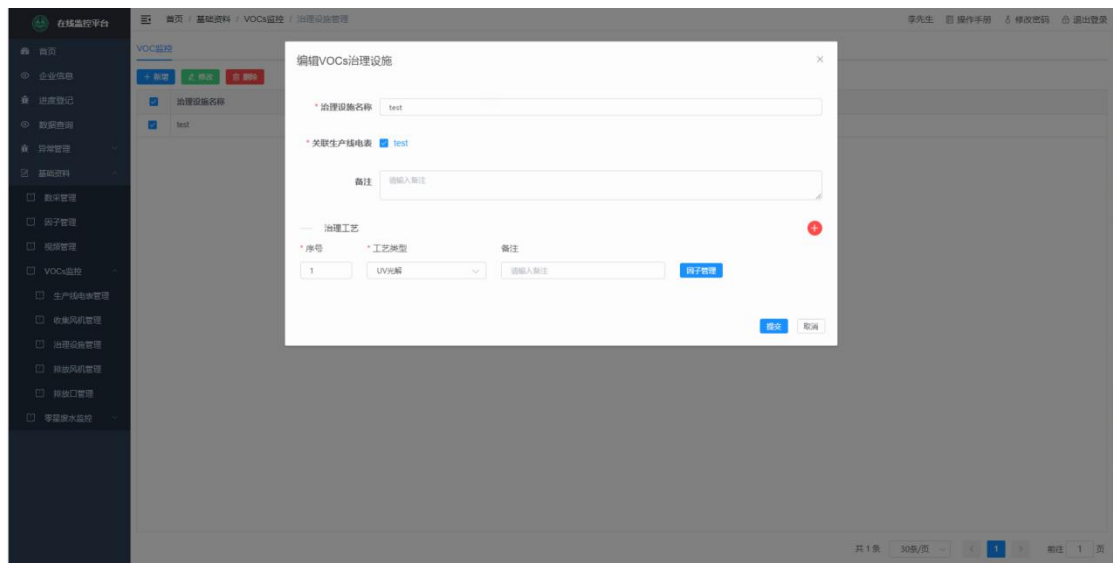 在线监控平台
首页 / 基础资料 / VOCs监控 / 治理设施管理
李先生 操作手册 修改密码 退出登录
首页
企业信息
进度登记
数据查询
异常管理
基础资料
数采管理
因子管理
视频管理
VOCs监控
生产线电表管理
收集风机管理
治理设施管理
排放风机管理
排放口管理
零星废水监控
VOC监控
+ 新增 修改 删除
治理设施名称
test
编辑VOCs治理设施
* 治理设施名称 test
* 关联生产线电表 test
备注 请输入备注
治理工艺
* 序号 * 工艺类型 备注
1 UV光解 请输入备注 因子管理
提交 取消
共 1 条 30条/页 < 1 > 前往 1 页